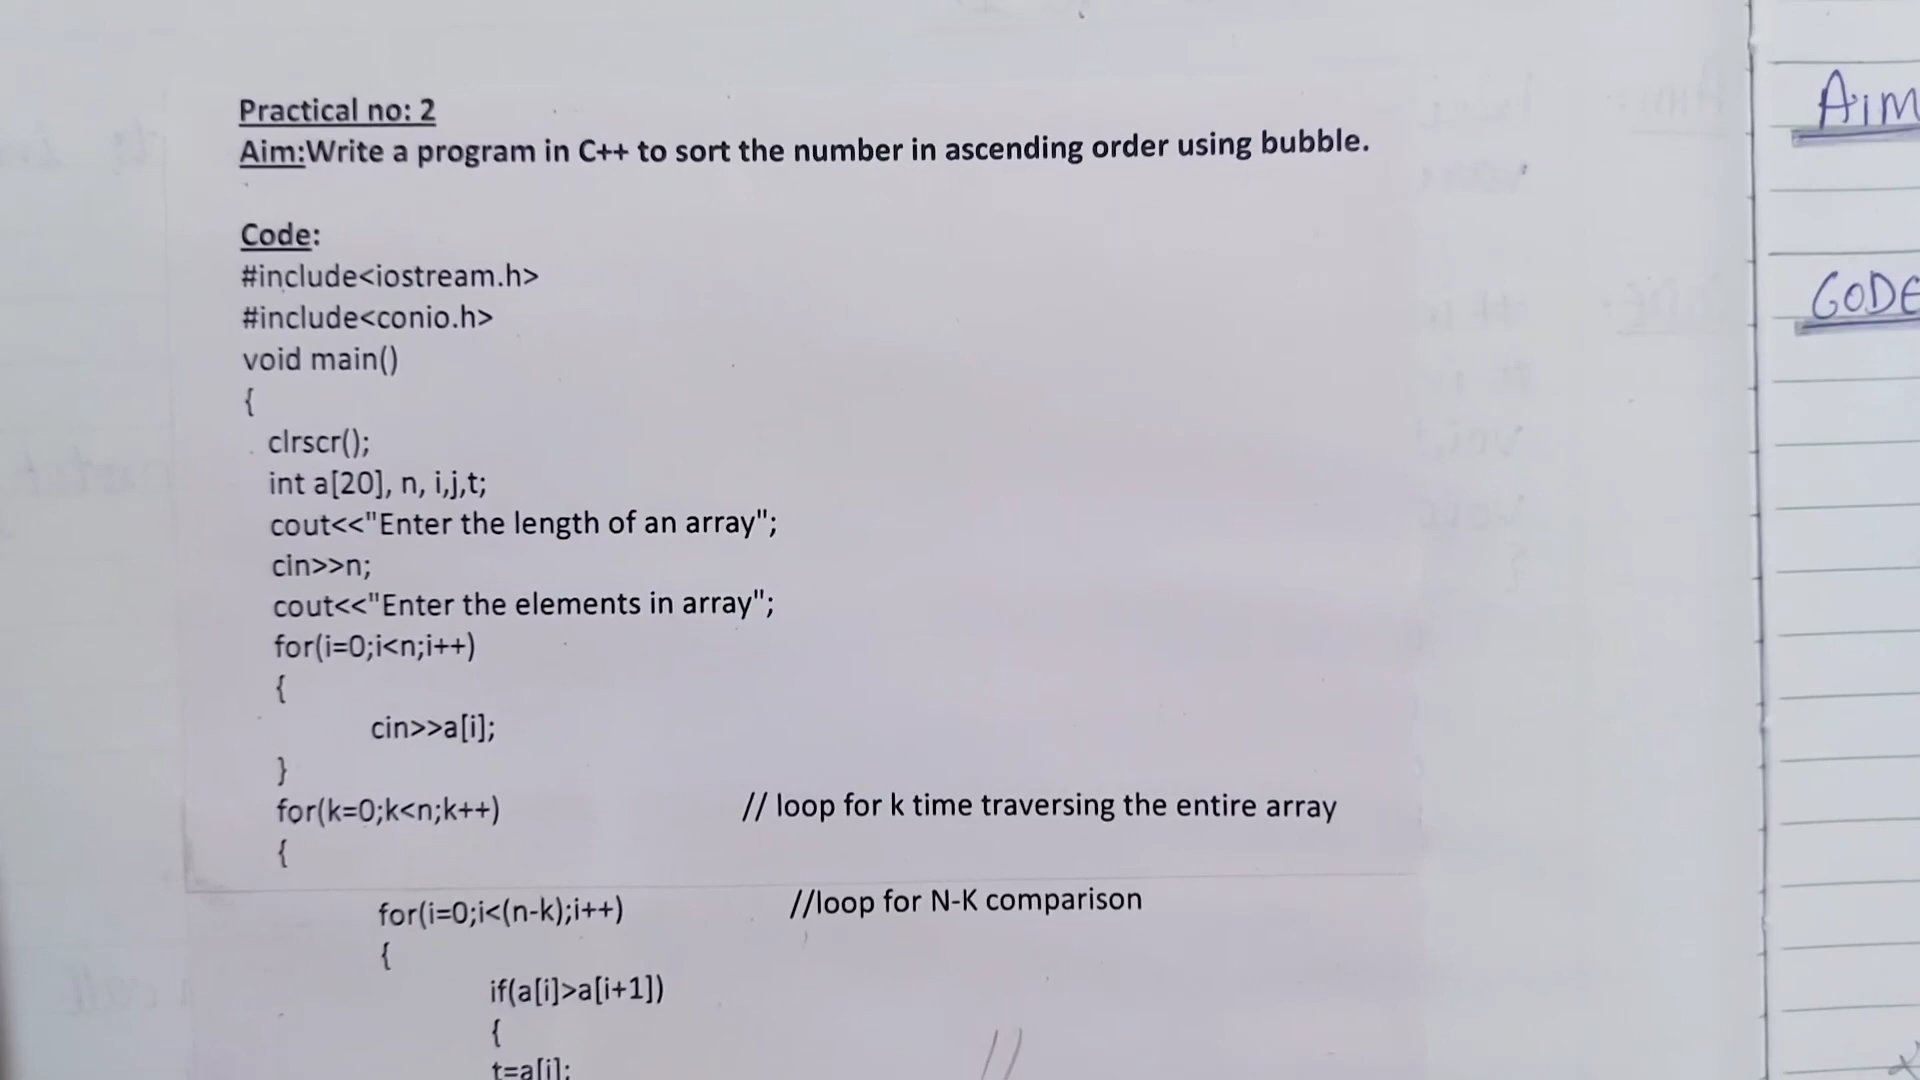 Practical no: 2
Aim:Write a program in C++ to sort the number in ascending order using bubble.
Code:
#include<iostream.h>
#include<conio.h>
void main()
{
clrscr();
int a[20], n, i,j,t;
cout<<"Enter the length of an array";
cin>>n;
cout<<"Enter the elements in array";
for(i=0;i<n;i++)
{
cin>>a[i];
}
for(k=0;k<n;k++) // loop for k time traversing the entire array
{
for(i=0;i<(n-k);i++) //loop for N-K comparison
{
if(a[i]>a[i+1])
{
t=a[i];
Aim
CODE